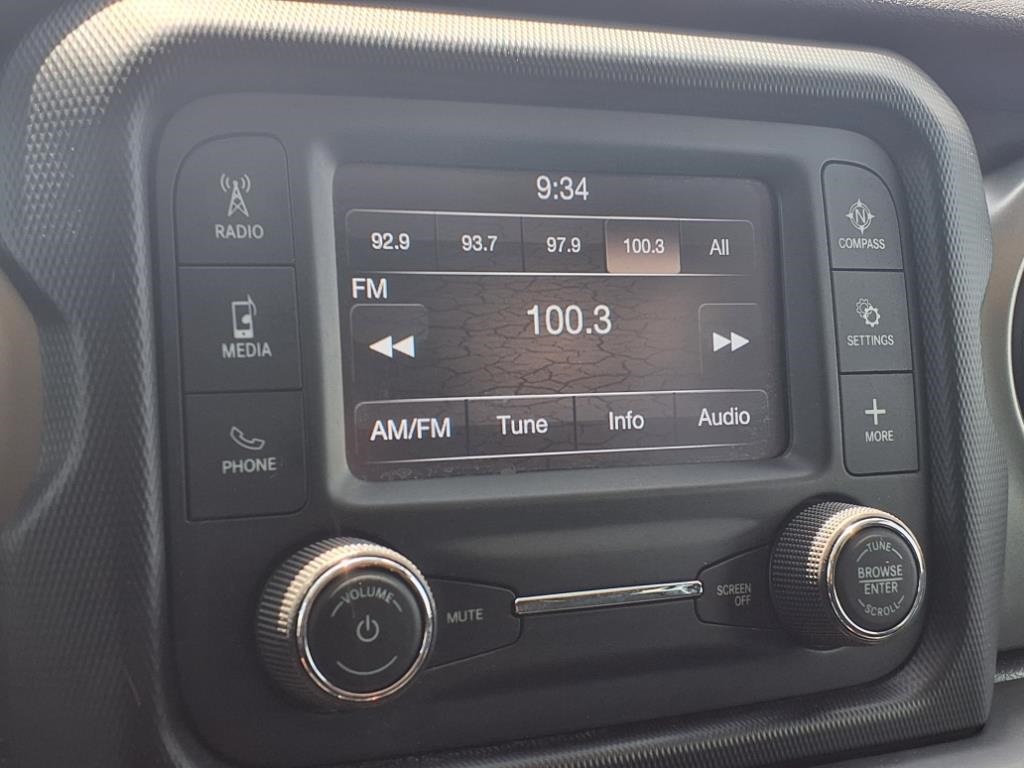 9:34
92.9 93.7 97.9 100.3 All
FM
100.3
AM/FM Tune Info Audio
RADIO
MEDIA
PHONE
N
COMPASS
SETTINGS
MORE
VOLUME
MUTE
SCREEN
OFF
TUNE
BROWSE
ENTER
SCROLL